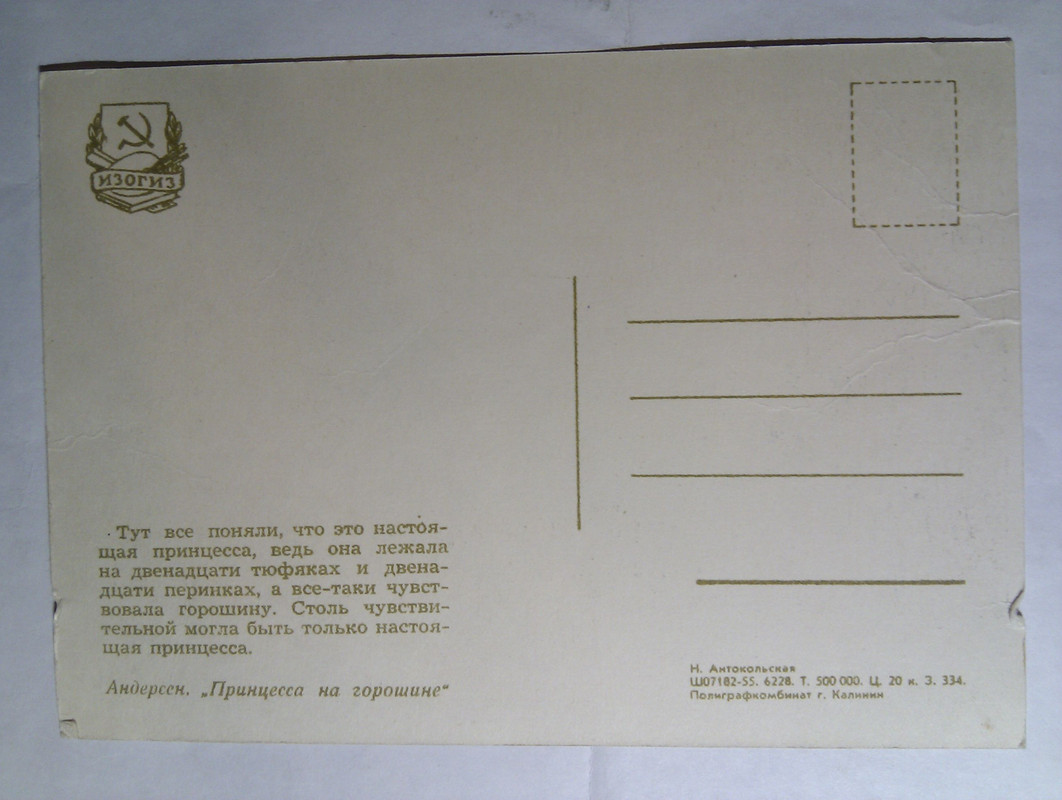 ИЗОГИЗ
Тут все поняли, что это настоя-
щая принцесса, ведь она лежала
на двенадцати тюфяках и двена-
дцати перинках, а все-таки чувст-
вовала горошину. Столь чувстви-
тельной могла быть только настоя-
щая принцесса.
Андерсен. „Принцесса на горошине“
Н. Антокольская
Ш07182-55. 6228. Т. 500 000. Ц. 20 к. З. 334.
Полиграфкомбинат г. Калинин